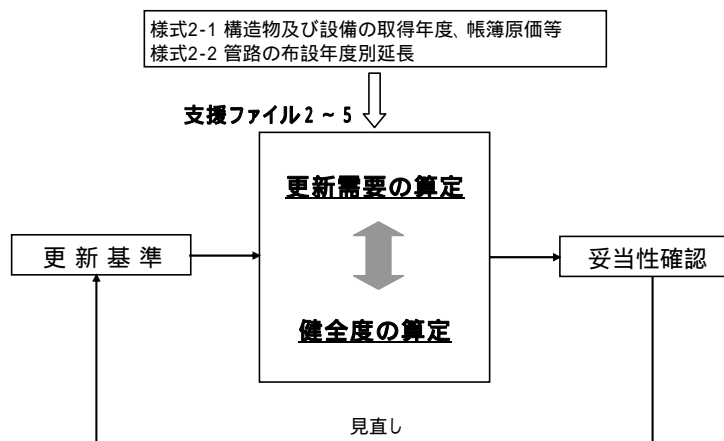 様式2-1 構造物及び設備の取得年度、帳簿原価等
様式2-2 管路の布設年度別延長
支援ファイル2～5
更新需要の算定
更新基準
妥当性確認
健全度の算定
見直し